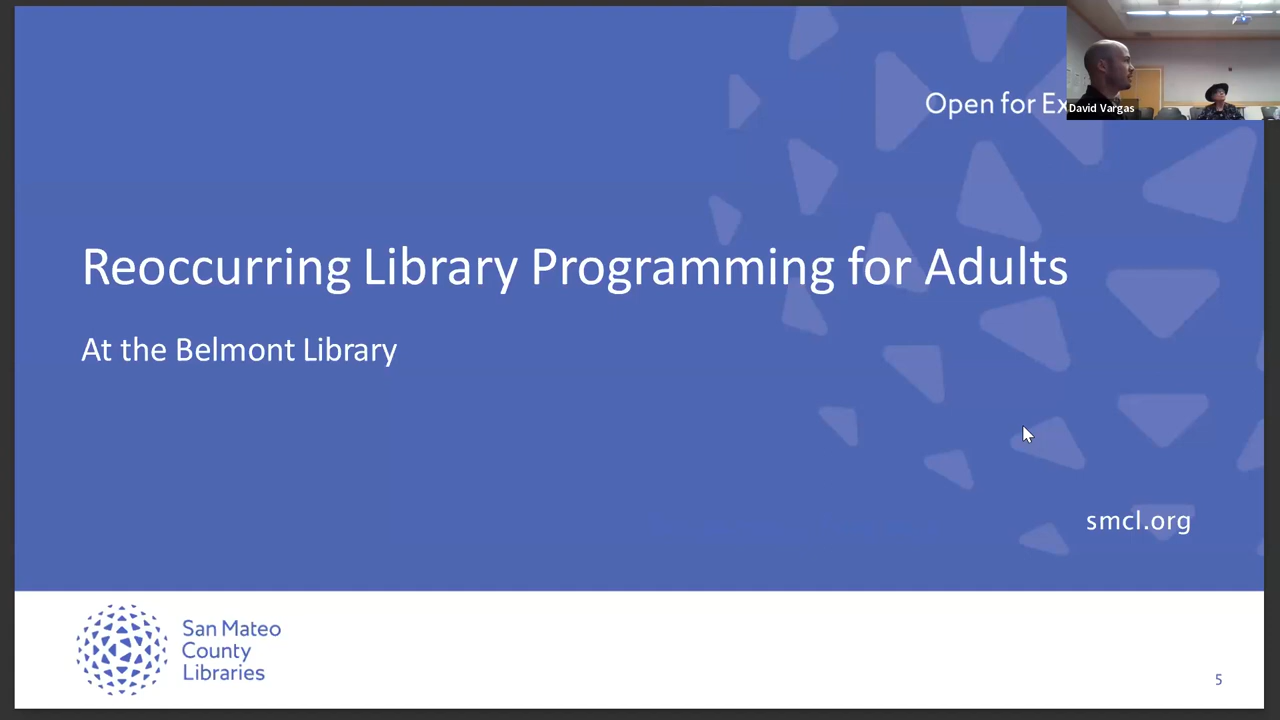 Open for Ex
David Vargas
Reoccurring Library Programming for Adults
At the Belmont Library
smcl.org
San Mateo
County
Libraries
5